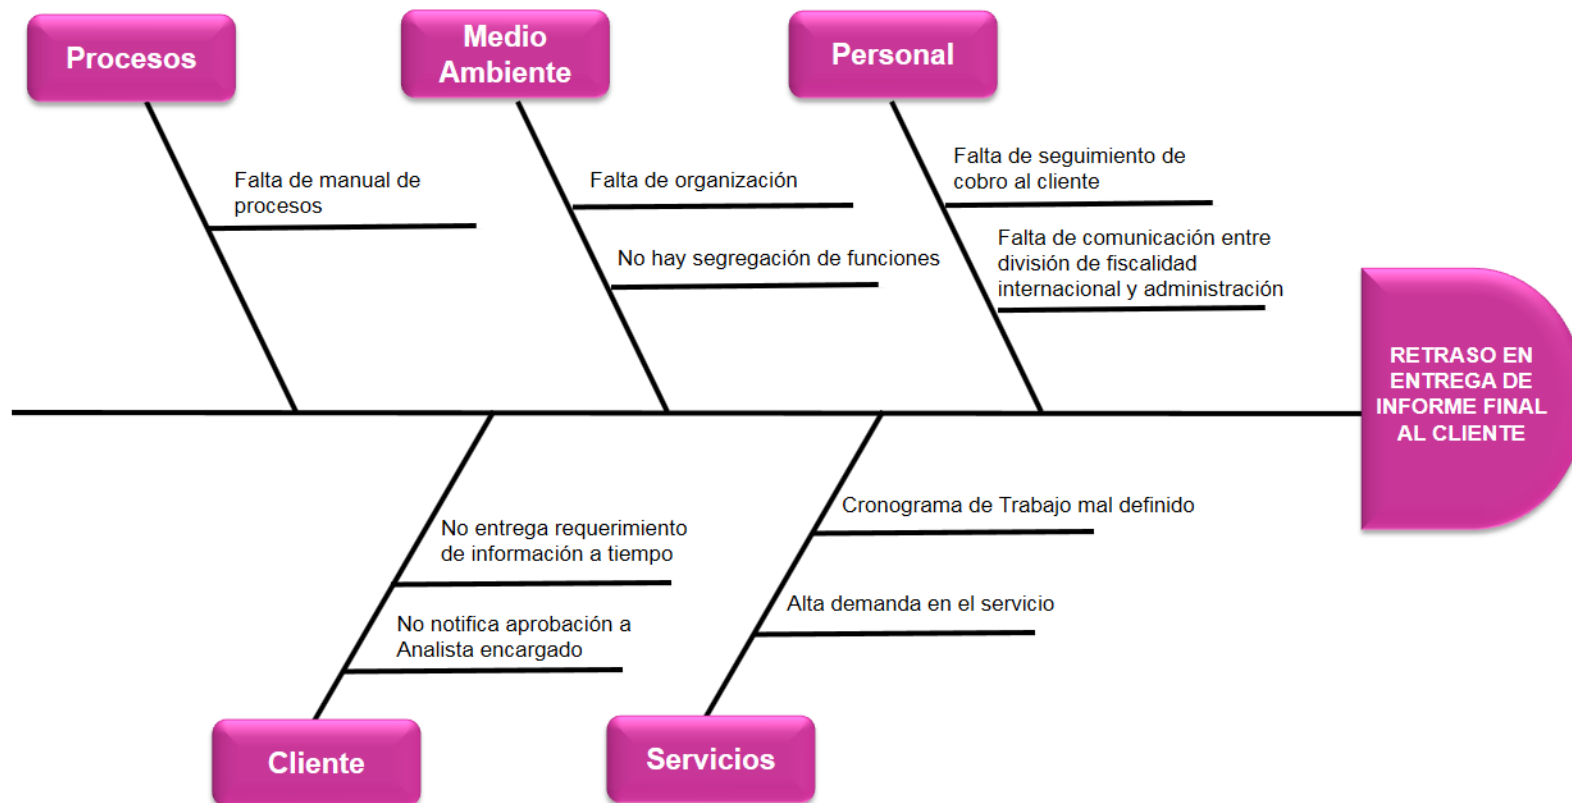 Procesos
Medio
Ambiente
Personal
Falta de manual de
procesos
Falta de organización
No hay segregación de funciones
Falta de seguimiento de
cobro al cliente
Falta de comunicación entre
división de fiscalidad
internacional y administración
RETRASO EN
ENTREGA DE
INFORME FINAL
AL CLIENTE
No entrega requerimiento
de información a tiempo
No notifica aprobación a
Analista encargado
Cronograma de Trabajo mal definido
Alta demanda en el servicio
Cliente
Servicios